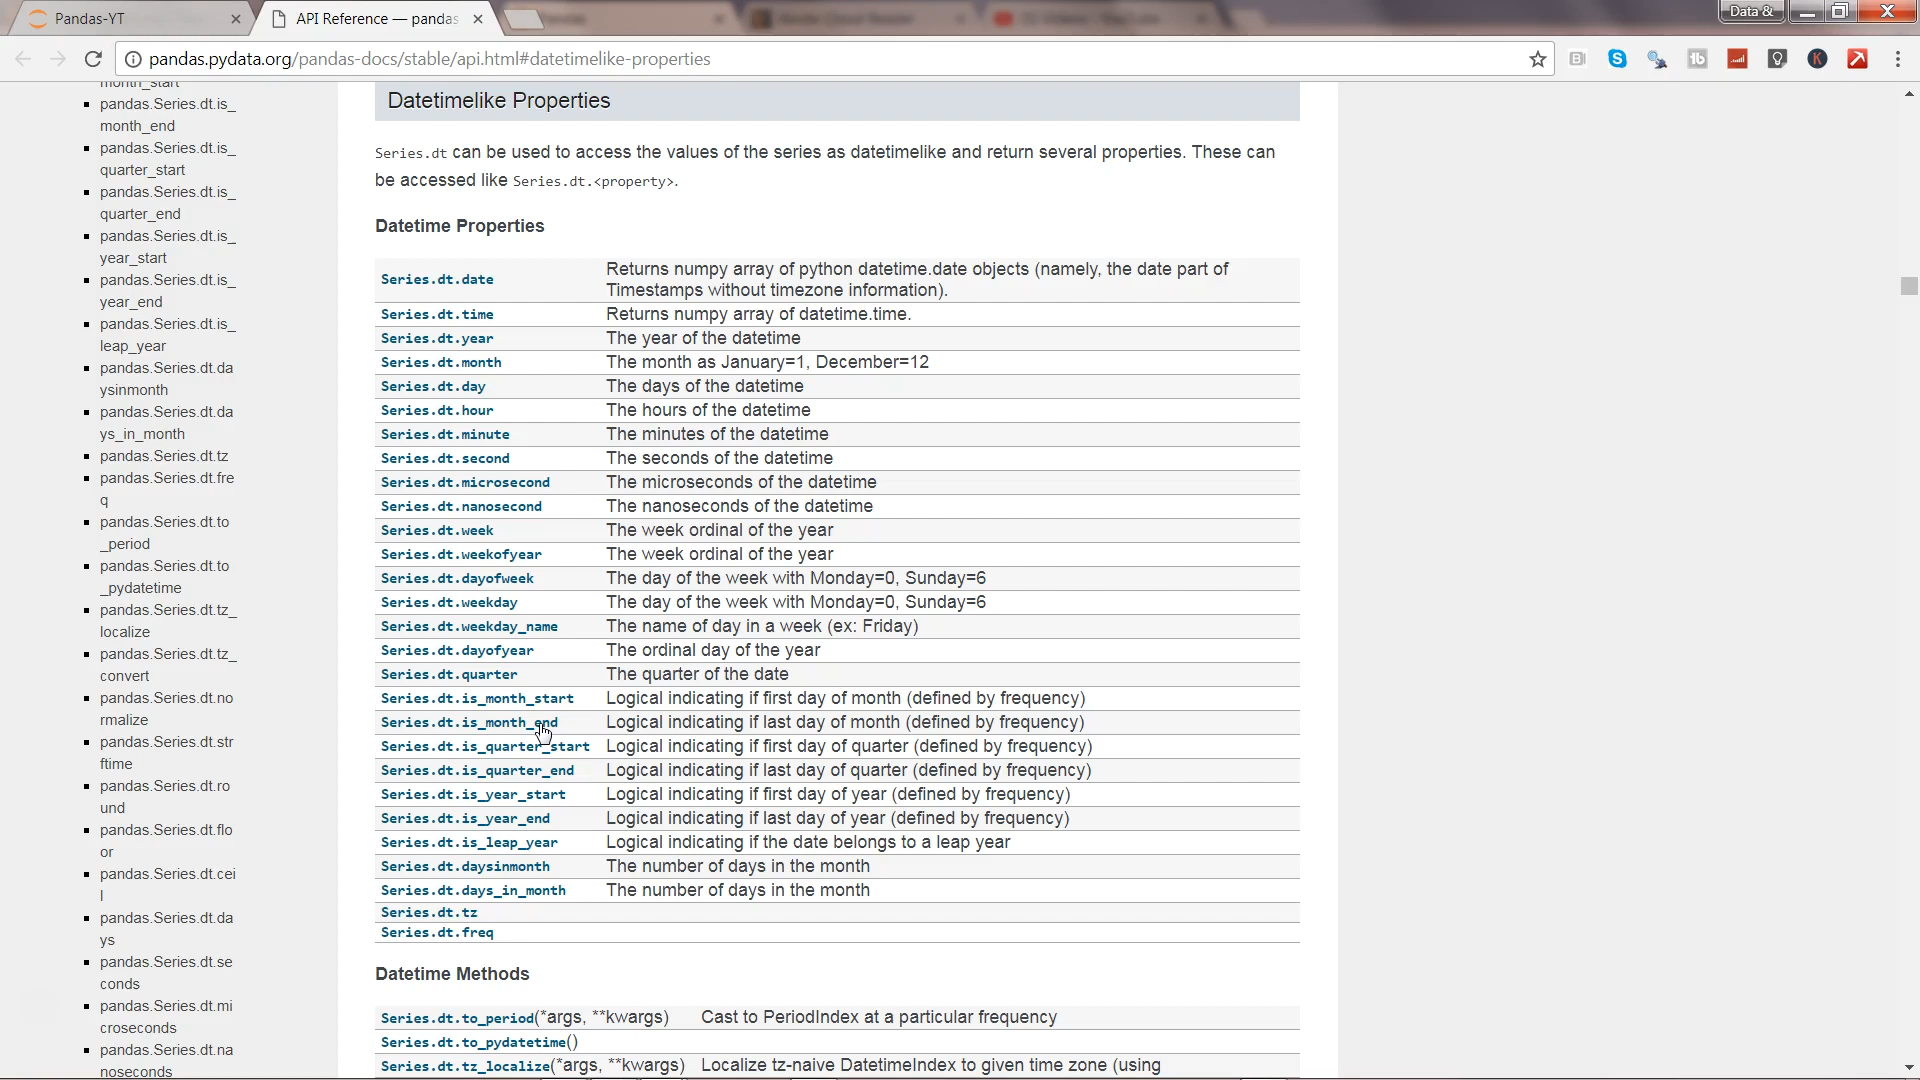 Pandas-YT
API Reference — pandas
Data &
pandas.pydata.org/pandas-docs/stable/api.html#datetimelike-properties
month_start
pandas.Series.dt.is_
month_end
pandas.Series.dt.is_
quarter_start
pandas.Series.dt.is_
quarter_end
pandas.Series.dt.is_
year_start
pandas.Series.dt.is_
year_end
pandas.Series.dt.is_
leap_year
pandas.Series.dt.da
ysinmonth
pandas.Series.dt.da
ys_in_month
pandas.Series.dt.tz
pandas.Series.dt.fre
q
pandas.Series.dt.to
_period
pandas.Series.dt.to
_pydatetime
pandas.Series.dt.tz_
localize
pandas.Series.dt.tz_
convert
pandas.Series.dt.no
rmalize
pandas.Series.dt.str
ftime
pandas.Series.dt.ro
und
pandas.Series.dt.flo
or
pandas.Series.dt.cei
l
pandas.Series.dt.da
ys
pandas.Series.dt.se
conds
pandas.Series.dt.mi
croseconds
pandas.Series.dt.na
noseconds
Datetimelike Properties
Series.dt can be used to access the values of the series as datetimelike and return several properties. These can
be accessed like Series.dt.<property>.
Datetime Properties
Series.dt.date Returns numpy array of python datetime.date objects (namely, the date part of
Timestamps without timezone information).
Series.dt.time Returns numpy array of datetime.time.
Series.dt.year The year of the datetime
Series.dt.month The month as January=1, December=12
Series.dt.day The days of the datetime
Series.dt.hour The hours of the datetime
Series.dt.minute The minutes of the datetime
Series.dt.second The seconds of the datetime
Series.dt.microsecond The microseconds of the datetime
Series.dt.nanosecond The nanoseconds of the datetime
Series.dt.week The week ordinal of the year
Series.dt.weekofyear The week ordinal of the year
Series.dt.dayofweek The day of the week with Monday=0, Sunday=6
Series.dt.weekday The day of the week with Monday=0, Sunday=6
Series.dt.weekday_name The name of day in a week (ex: Friday)
Series.dt.dayofyear The ordinal day of the year
Series.dt.quarter The quarter of the date
Series.dt.is_month_start Logical indicating if first day of month (defined by frequency)
Series.dt.is_month_end Logical indicating if last day of month (defined by frequency)
Series.dt.is_quarter_start Logical indicating if first day of quarter (defined by frequency)
Series.dt.is_quarter_end Logical indicating if last day of quarter (defined by frequency)
Series.dt.is_year_start Logical indicating if first day of year (defined by frequency)
Series.dt.is_year_end Logical indicating if last day of year (defined by frequency)
Series.dt.is_leap_year Logical indicating if the date belongs to a leap year
Series.dt.daysinmonth The number of days in the month
Series.dt.days_in_month The number of days in the month
Series.dt.tz
Series.dt.freq
Datetime Methods
Series.dt.to_period(*args, **kwargs) Cast to PeriodIndex at a particular frequency
Series.dt.to_pydatetime()
Series.dt.tz_localize(*args, **kwargs) Localize tz-naive DatetimeIndex to given time zone (using